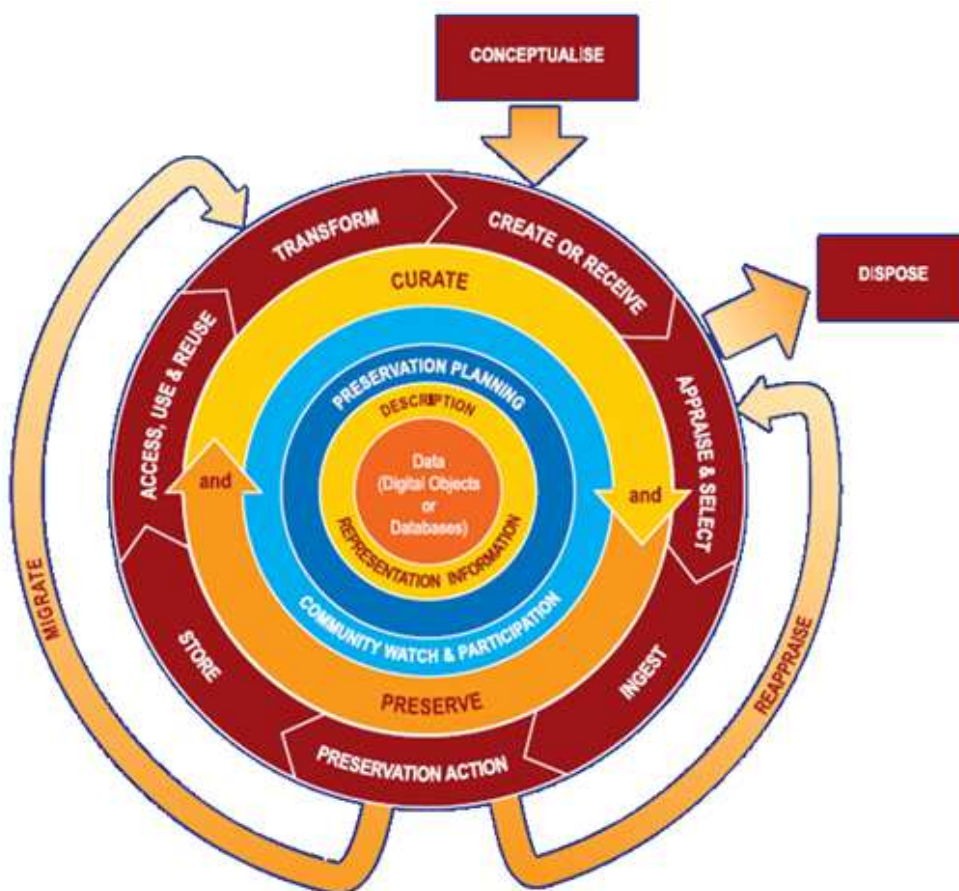 CONCEPTUALISE
DISPOSE
TRANSFORM
CREATE OR RECEIVE
APPRAISE & SELECT
INGEST
PRESERVATION ACTION
STORE
ACCESS, USE & REUSE
CURATE
and
PRESERVE
and
COMMUNITY WATCH & PARTICIPATION
PRESERVATION PLANNING
DESCRIPTION
REPRESENTATION INFORMATION
Data
(Digital Objects
or
Databases)
MIGRATE
REAPPRAISE